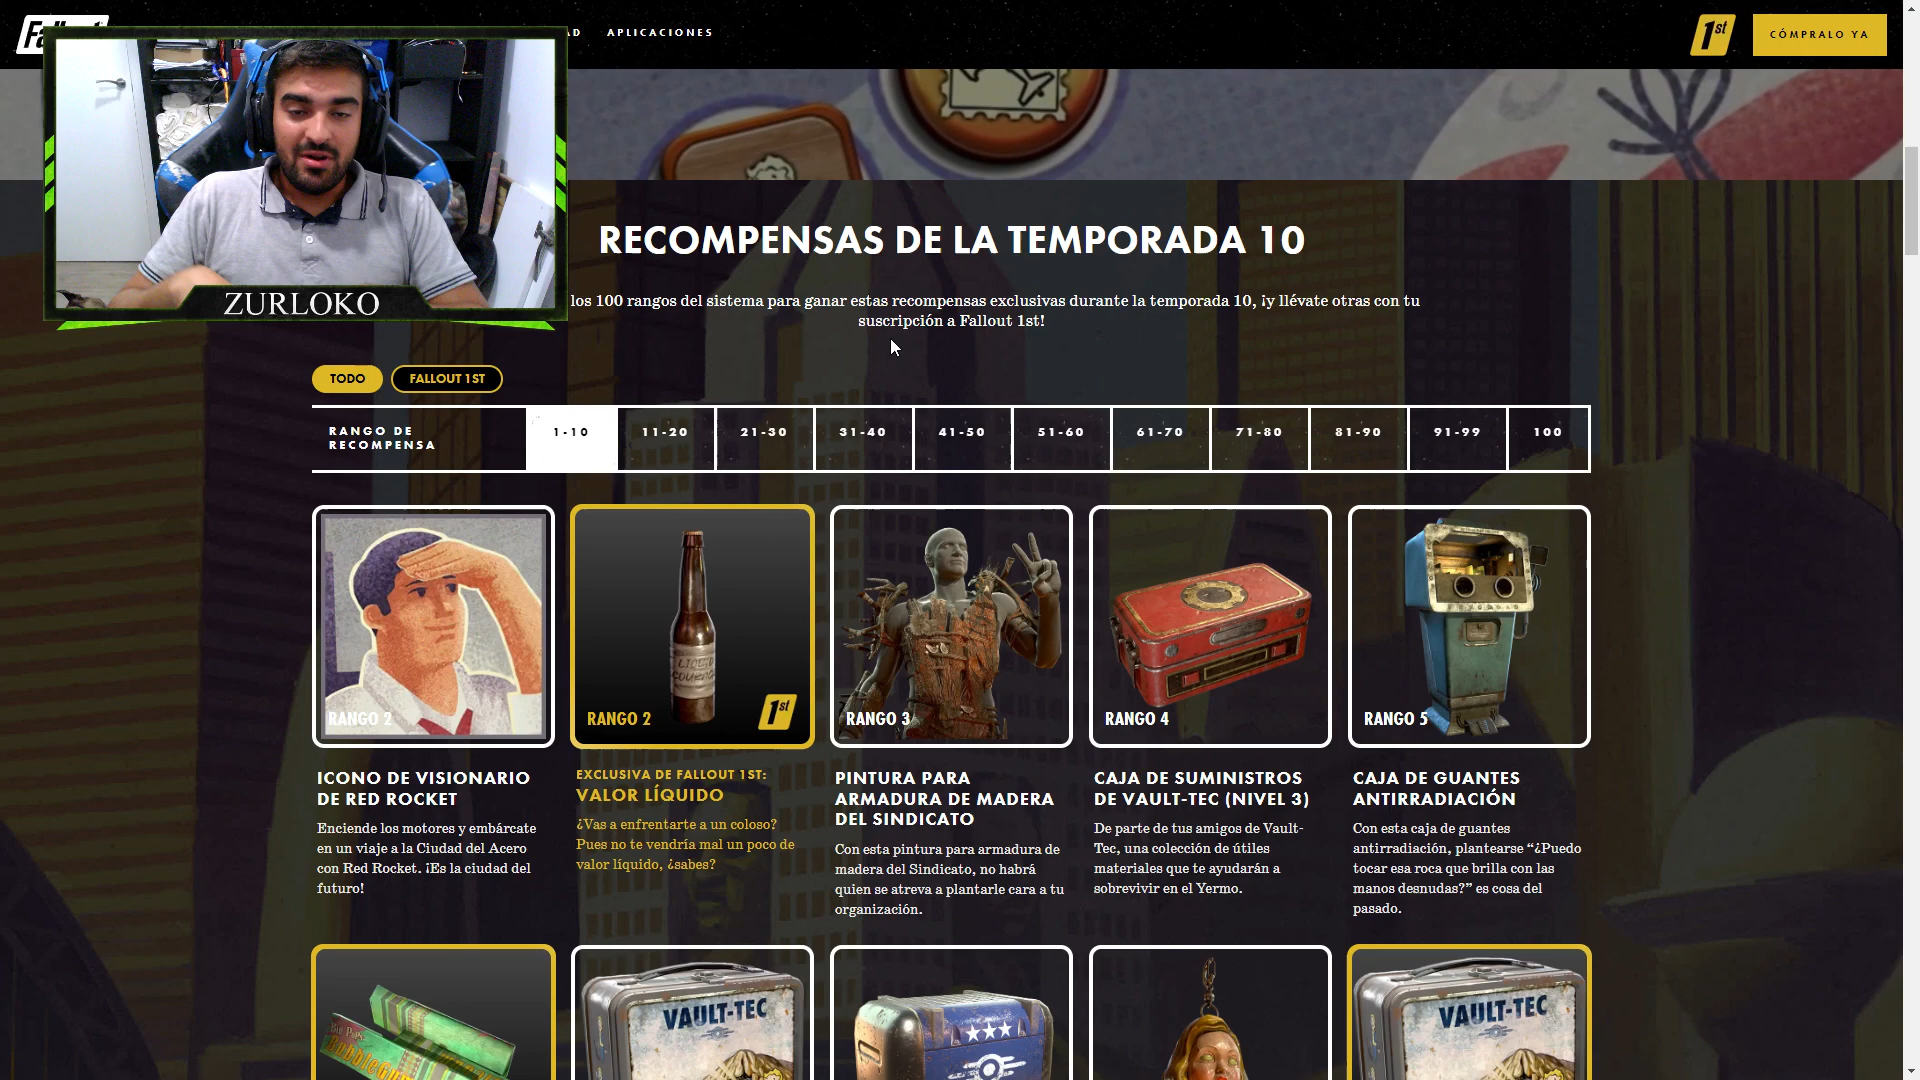 AD APLICACIONES
1st
CÓMPRALO YA
ZURLOKO
RECOMPENSAS DE LA TEMPORADA 10
los 100 rangos del sistema para ganar estas recompensas exclusivas durante la temporada 10, ¡y llévate otras con tu
suscripción a Fallout 1st!
TODO
FALLOUT 1ST
RANGO DE
RECOMPENSA
1-10
11-20
21-30
31-40
41-50
51-60
61-70
71-80
81-90
91-99
100
RANGO 2
LIQUID
COURAGE
RANGO 2
1st
RANGO 3
RANGO 4
RANGO 5
ICONO DE VISIONARIO
DE RED ROCKET
Enciende los motores y embárcate
en un viaje a la Ciudad del Acero
con Red Rocket. ¡Es la ciudad del
futuro!
EXCLUSIVA DE FALLOUT 1ST:
VALOR LÍQUIDO
¿Vas a enfrentarte a un coloso?
Pues no te vendría mal un poco de
valor líquido, ¿sabes?
PINTURA PARA
ARMADURA DE MADERA
DEL SINDICATO
Con esta pintura para armadura de
madera del Sindicato, no habrá
quien se atreva a plantarle cara a tu
organización.
CAJA DE SUMINISTROS
DE VAULT-TEC (NIVEL 3)
De parte de tus amigos de Vault-
Tec, una colección de útiles
materiales que te ayudarán a
sobrevivir en el Yermo.
CAJA DE GUANTES
ANTIRRADIACIÓN
Con esta caja de guantes
antirradiación, plantearse “¿Puedo
tocar esa roca que brilla con las
manos desnudas?” es cosa del
pasado.
VAULT-TEC
VAULT-TEC